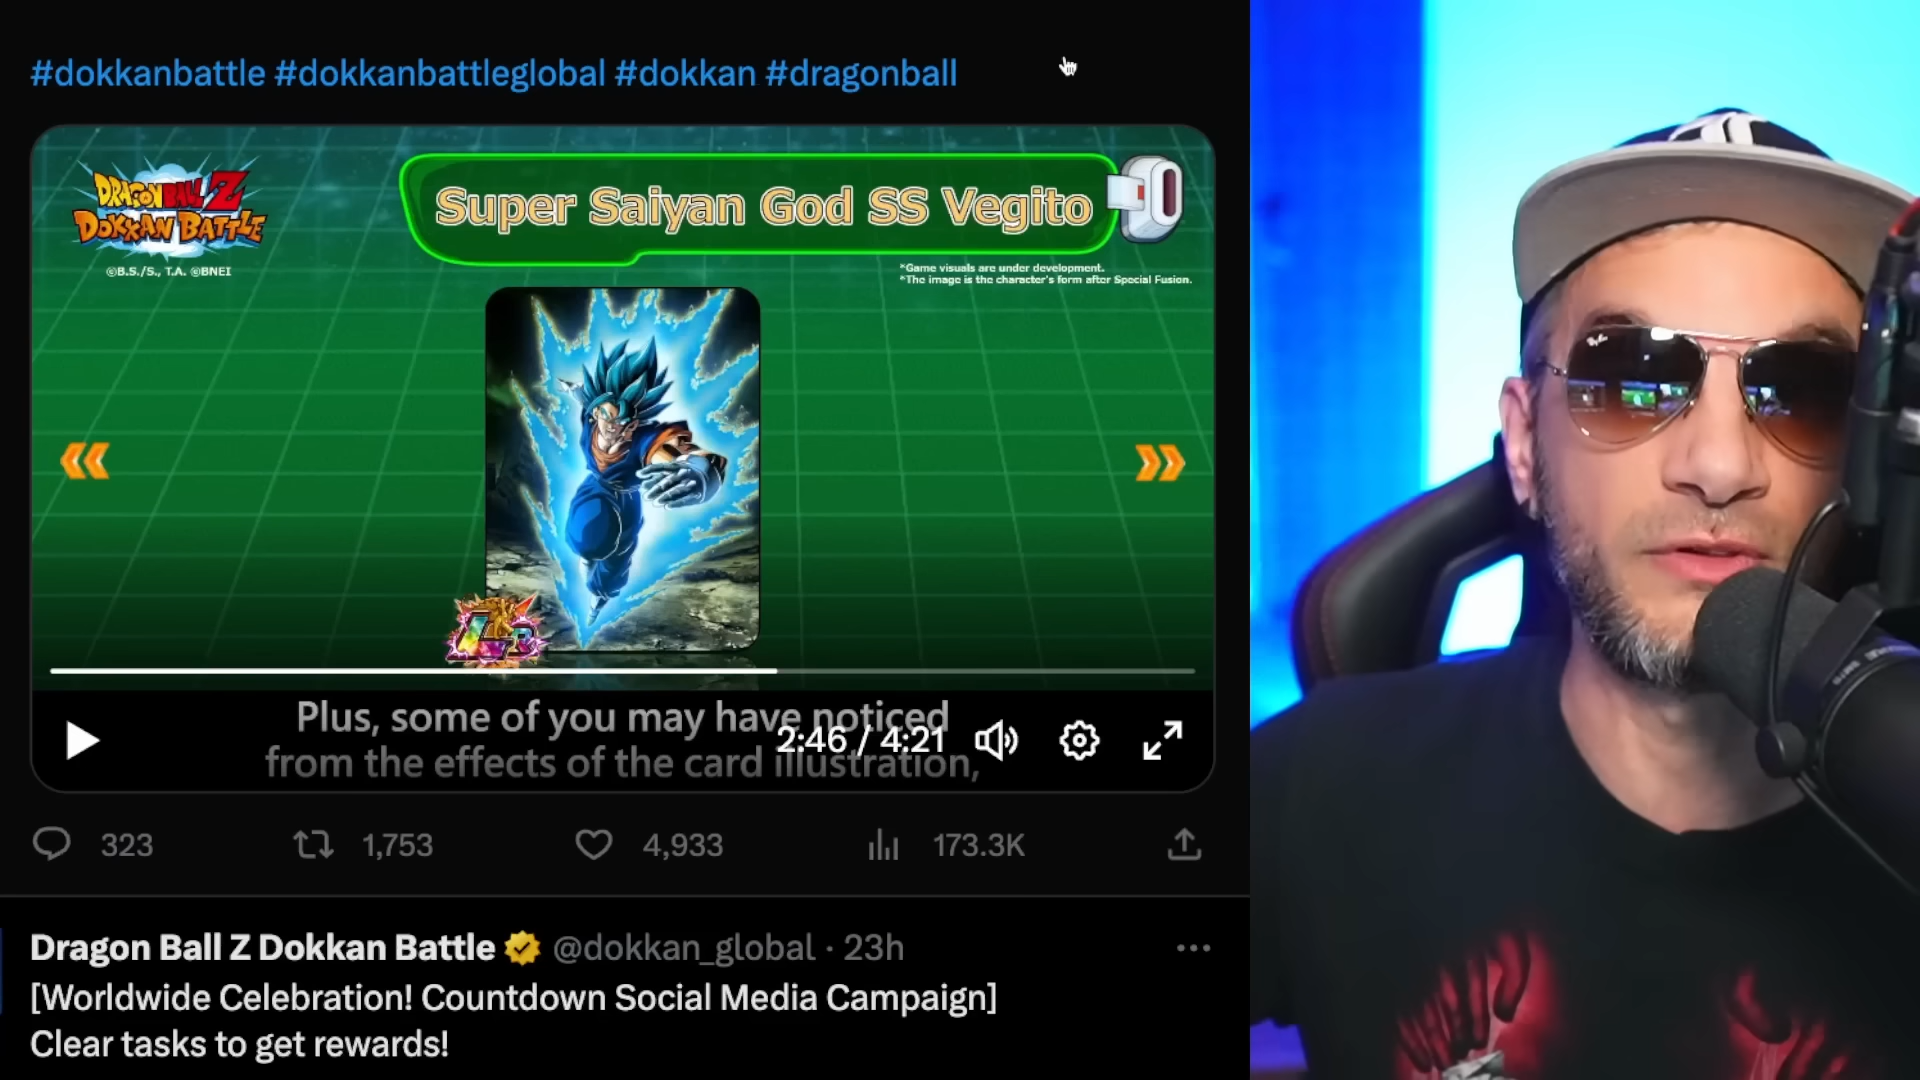 #dokkanbattle #dokkanbattleglobal #dokkan #dragonball
DRAGON BALL Z
DOKKAN BATTLE
©B.S./S., T.A. ©BNEI
Super Saiyan God SS Vegito
*Game visuals are under development.
*The image is the character's form after Special Fusion.
LR
Plus, some of you may have noticed
from the effects of the card illustration,
2:46 / 4:21
323
1,753
4,933
173.3K
Dragon Ball Z Dokkan Battle @dokkan_global · 23h
[Worldwide Celebration! Countdown Social Media Campaign]
Clear tasks to get rewards!
Ray-Ban